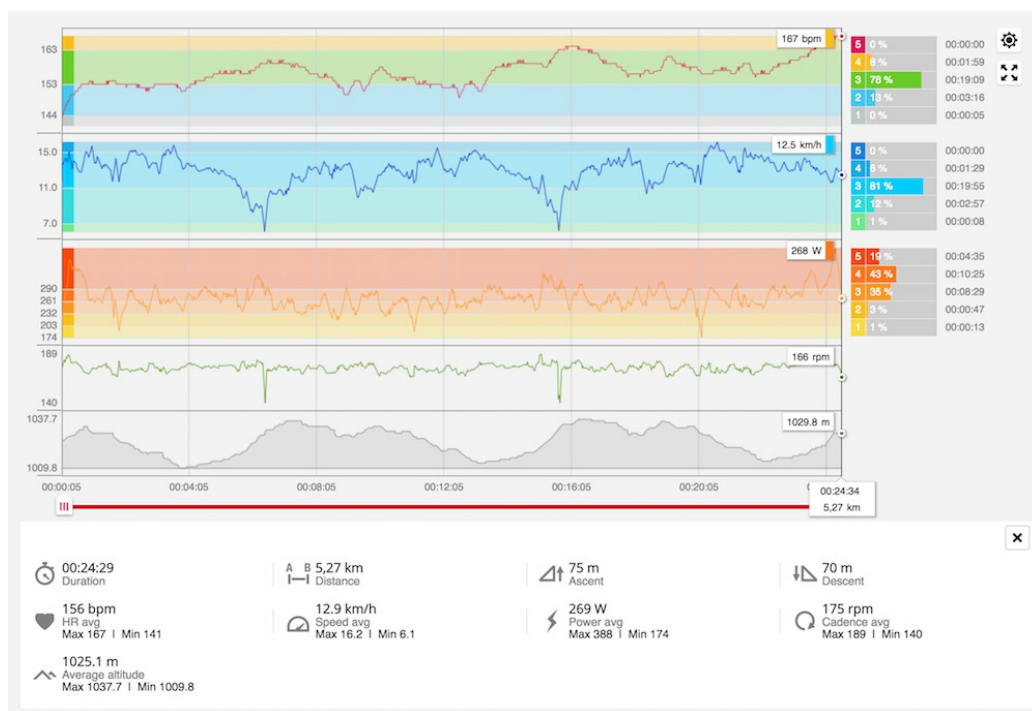 163
153
144
167 bpm
5 0 % 00:00:00
4 8 % 00:01:59
3 78 % 00:19:09
2 13 % 00:03:16
1 0 % 00:00:05
15.0
11.0
7.0
12.5 km/h
5 0 % 00:00:00
4 6 % 00:01:29
3 81 % 00:19:55
2 12 % 00:02:57
1 1 % 00:00:08
290
261
232
203
174
268 W
5 19 % 00:04:35
4 43 % 00:10:25
3 35 % 00:08:29
2 3 % 00:00:47
1 1 % 00:00:13
189
140
166 rpm
1037.7
1009.8
1029.8 m
00:00:05 00:04:05 00:08:05 00:12:05 00:16:05 00:20:05
00:24:34
5,27 km
00:24:29
Duration
A B 5,27 km
Distance
75 m
Ascent
70 m
Descent
156 bpm
HR avg
Max 167 | Min 141
12.9 km/h
Speed avg
Max 16.2 | Min 6.1
269 W
Power avg
Max 388 | Min 174
175 rpm
Cadence avg
Max 189 | Min 140
1025.1 m
Average altitude
Max 1037.7 | Min 1009.8